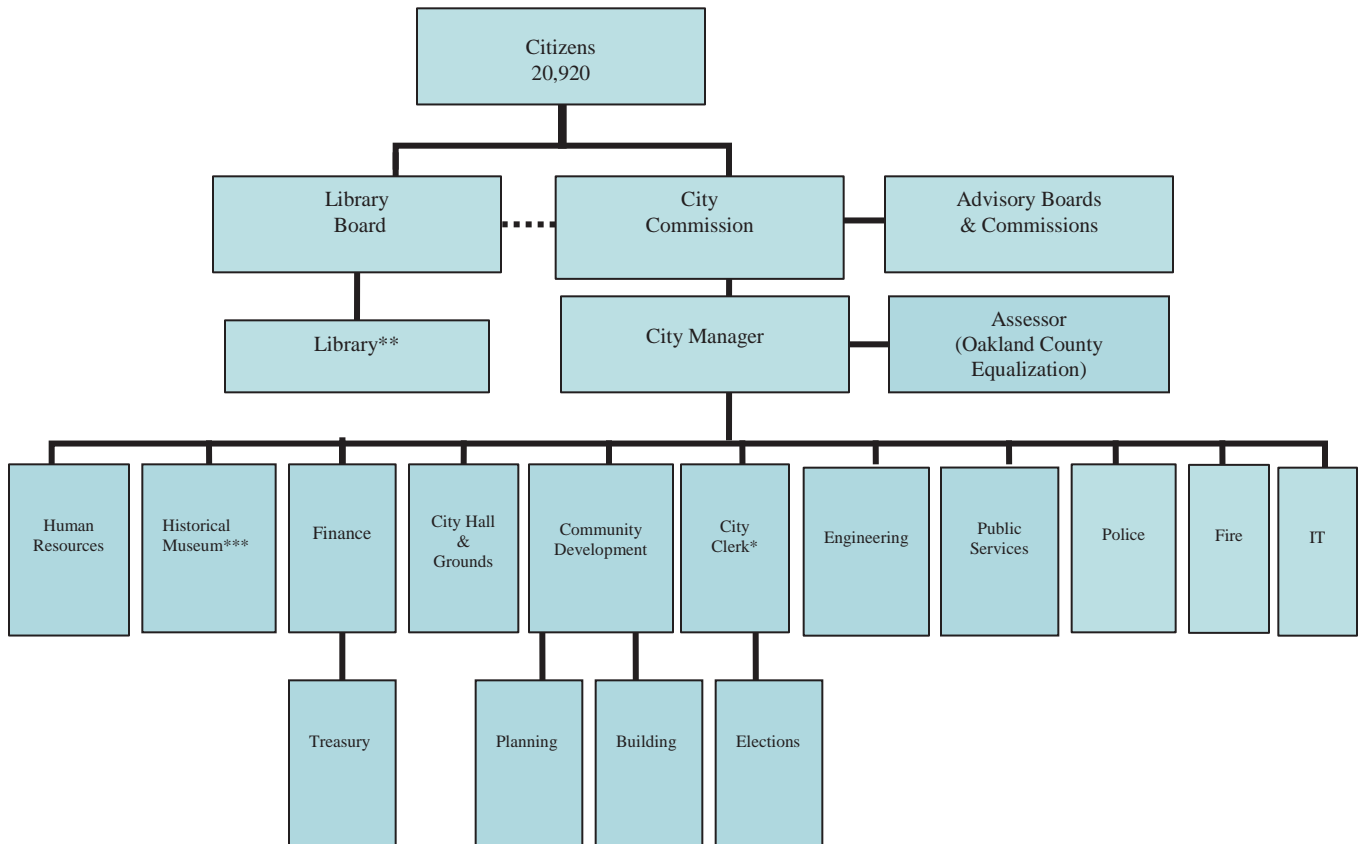 Citizens
20,920
Library
Board
City
Commission
Advisory Boards
& Commissions
Library**
City Manager
Assessor
(Oakland County
Equalization)
Human
Resources
Historical
Museum***
Finance
City Hall
&
Grounds
Community
Development
City
Clerk*
Engineering
Public
Services
Police
Fire
IT
Treasury
Planning
Building
Elections